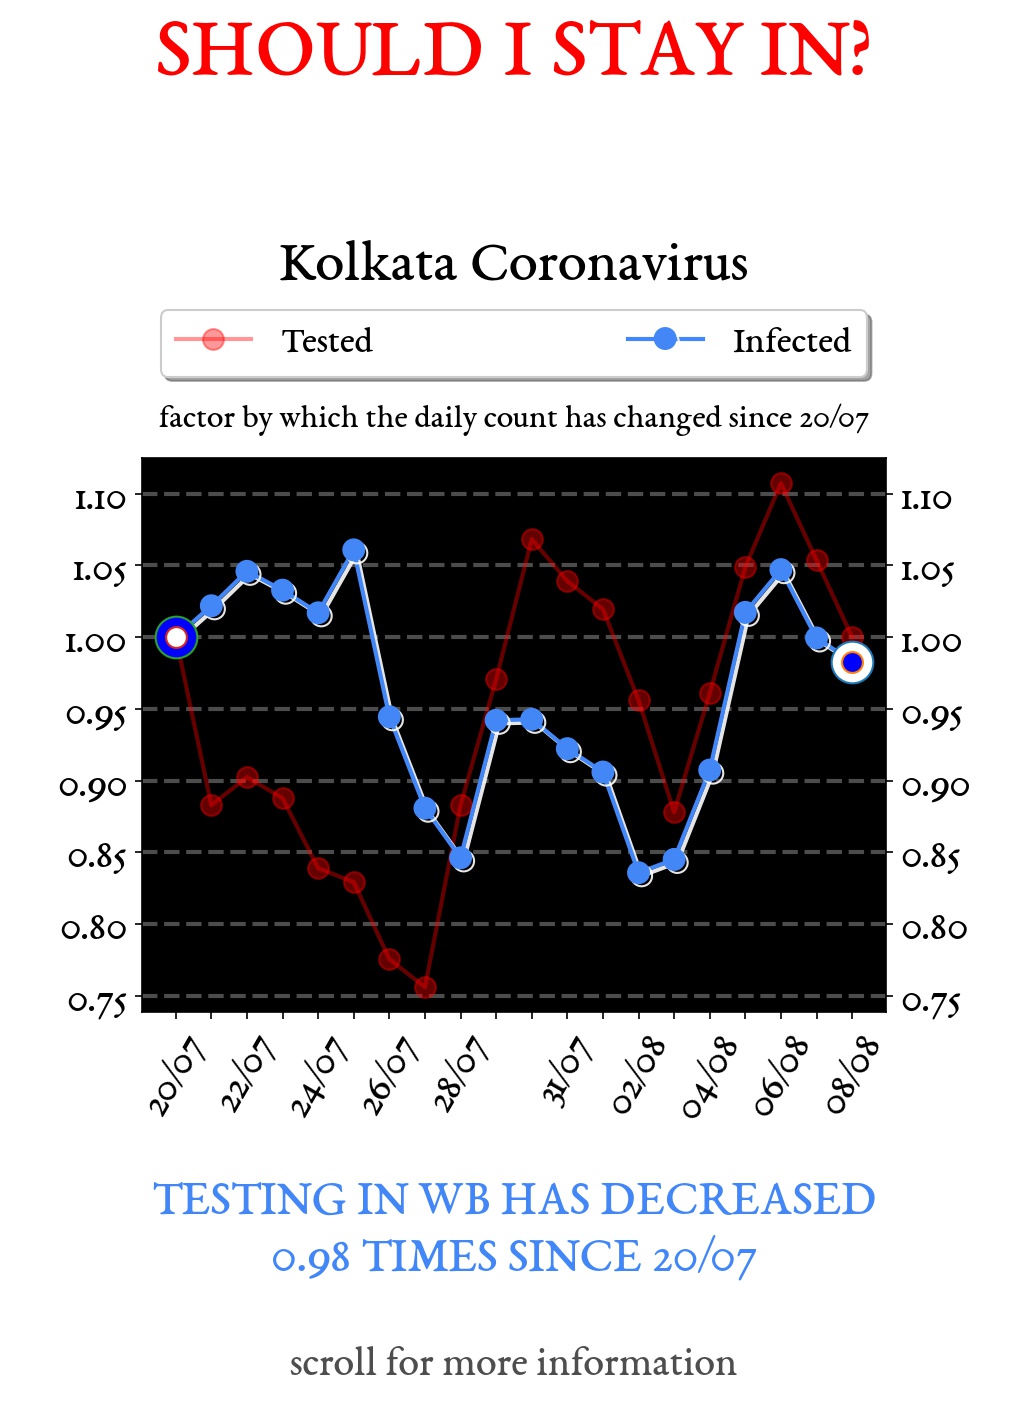 SHOULD I STAY IN?
Kolkata Coronavirus
Tested Infected
factor by which the daily count has changed since 20/07
1.10 1.10
1.05 1.05
1.00 1.00
0.95 0.95
0.90 0.90
0.85 0.85
0.80 0.80
0.75 0.75
20/07 22/07 24/07 26/07 28/07 31/07 02/08 04/08 06/08 08/08
TESTING IN WB HAS DECREASED
0.98 TIMES SINCE 20/07
scroll for more information